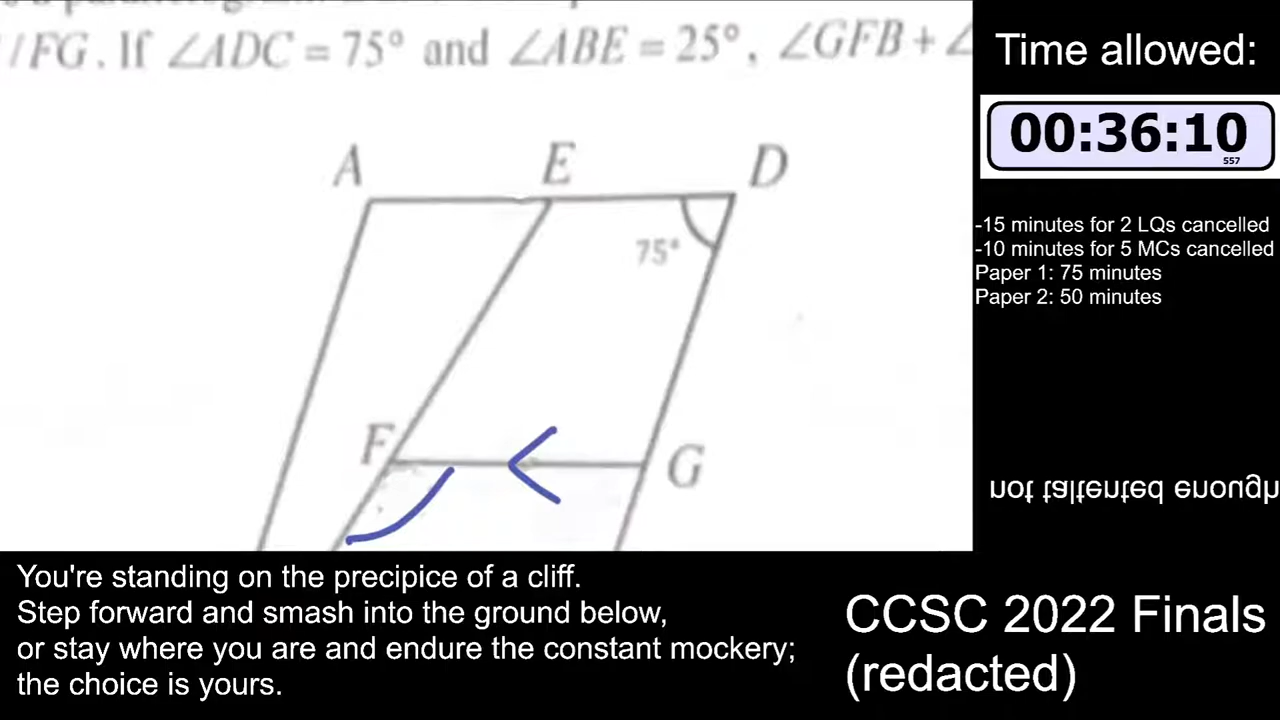 //FG. If ∠ADC = 75° and ∠ABE = 25°, ∠GFB + ∠
A
E
D
75°
F
G
Time allowed:
00:36:10
557
-15 minutes for 2 LQs cancelled
-10 minutes for 5 MCs cancelled
Paper 1: 75 minutes
Paper 2: 50 minutes
not taltented enough
You're standing on the precipice of a cliff.
Step forward and smash into the ground below,
or stay where you are and endure the constant mockery;
the choice is yours.
CCSC 2022 Finals
(redacted)